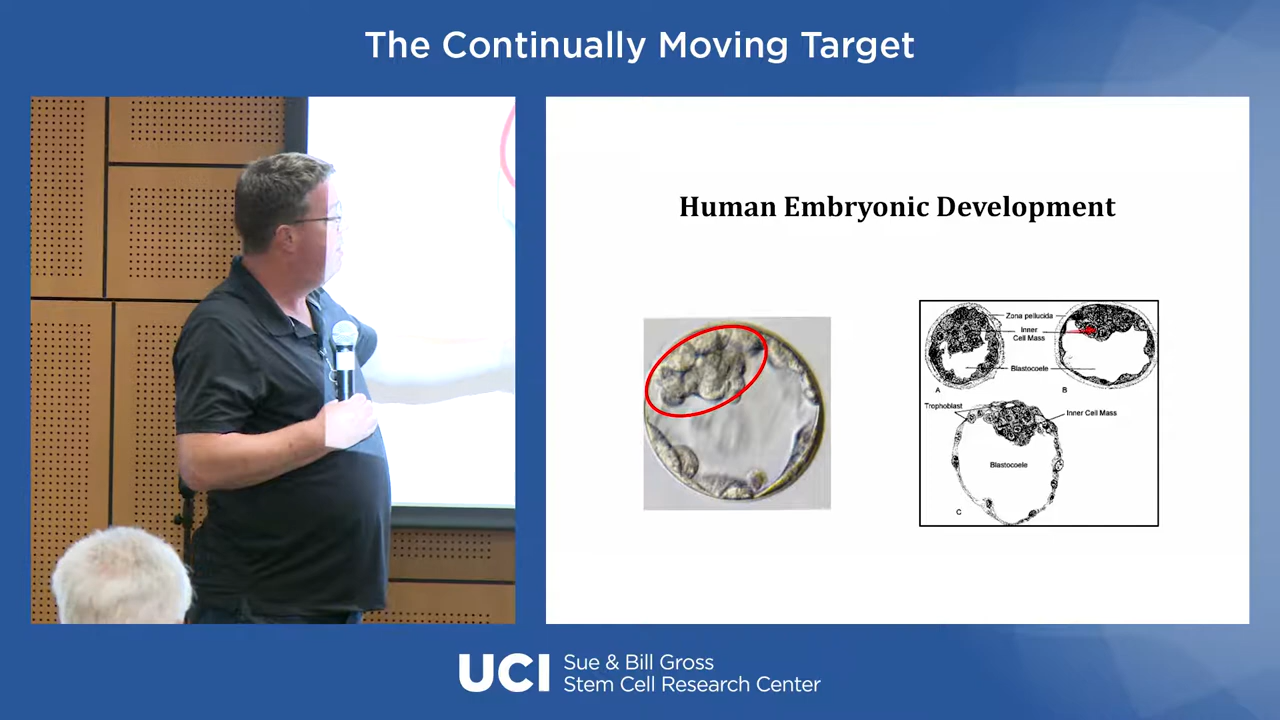 The Continually Moving Target
Human Embryonic Development
Zona pellucida
Inner
Cell Mass
Blastocoele
A
B
Trophoblast
Inner Cell Mass
Blastocoele
C
UCI
Sue & Bill Gross
Stem Cell Research Center